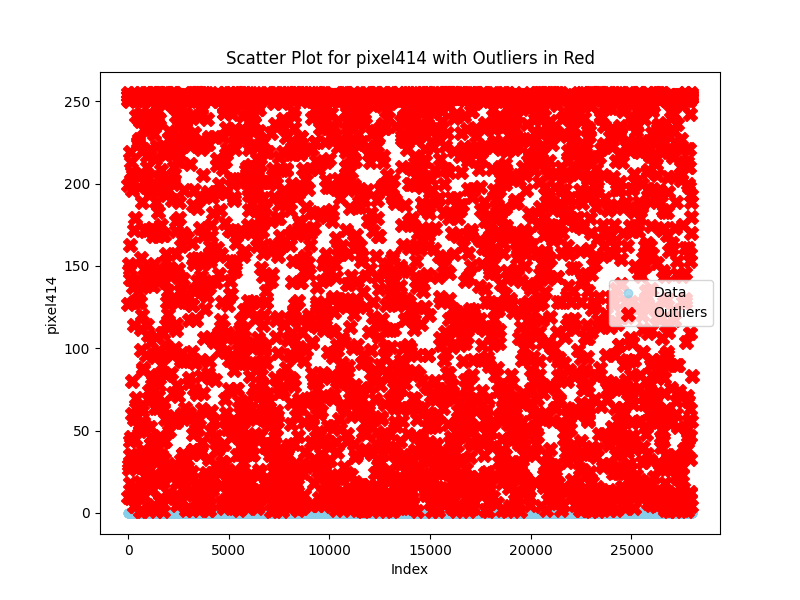 Scatter Plot for pixel414 with Outliers in Red
250
200
150
100
50
0
pixel414
Data
Outliers
0 5000 10000 15000 20000 25000
Index